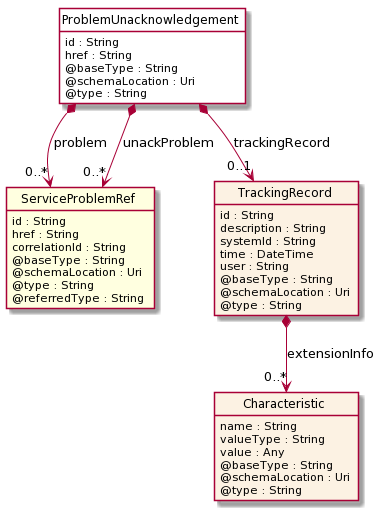 ProblemUnacknowledgement
id : String
href : String
@baseType : String
@schemaLocation : Uri
@type : String
problem
unackProblem
trackingRecord
0..*
0..*
0..1
ServiceProblemRef
id : String
href : String
correlationId : String
@baseType : String
@schemaLocation : Uri
@type : String
@referredType : String
TrackingRecord
id : String
description : String
systemId : String
time : DateTime
user : String
@baseType : String
@schemaLocation : Uri
@type : String
extensionInfo
0..*
Characteristic
name : String
valueType : String
value : Any
@baseType : String
@schemaLocation : Uri
@type : String